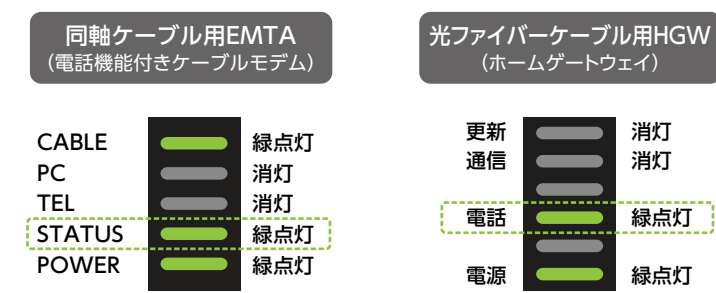 同軸ケーブル用EMTA
(電話機能付きケーブルモデム)
CABLE 緑点灯
PC 消灯
TEL 消灯
STATUS 緑点灯
POWER 緑点灯
光ファイバーケーブル用HGW
(ホームゲートウェイ)
更新 消灯
通信 消灯
電話 緑点灯
電源 緑点灯